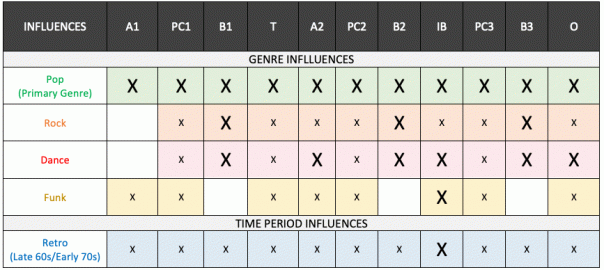 INFLUENCES A1 PC1 B1 T A2 PC2 B2 IB PC3 B3 O
GENRE INFLLUENCES
Pop
(Primary Genre) X X X X X X X X X X X
Rock x X x x x X x x X x
Dance x X x X x X X x X X
Funk x x x x x X x x
TIME PERIOD INFLUENCES
Retro
(Late 60s/Early 70s) x x x x x x x X x x x